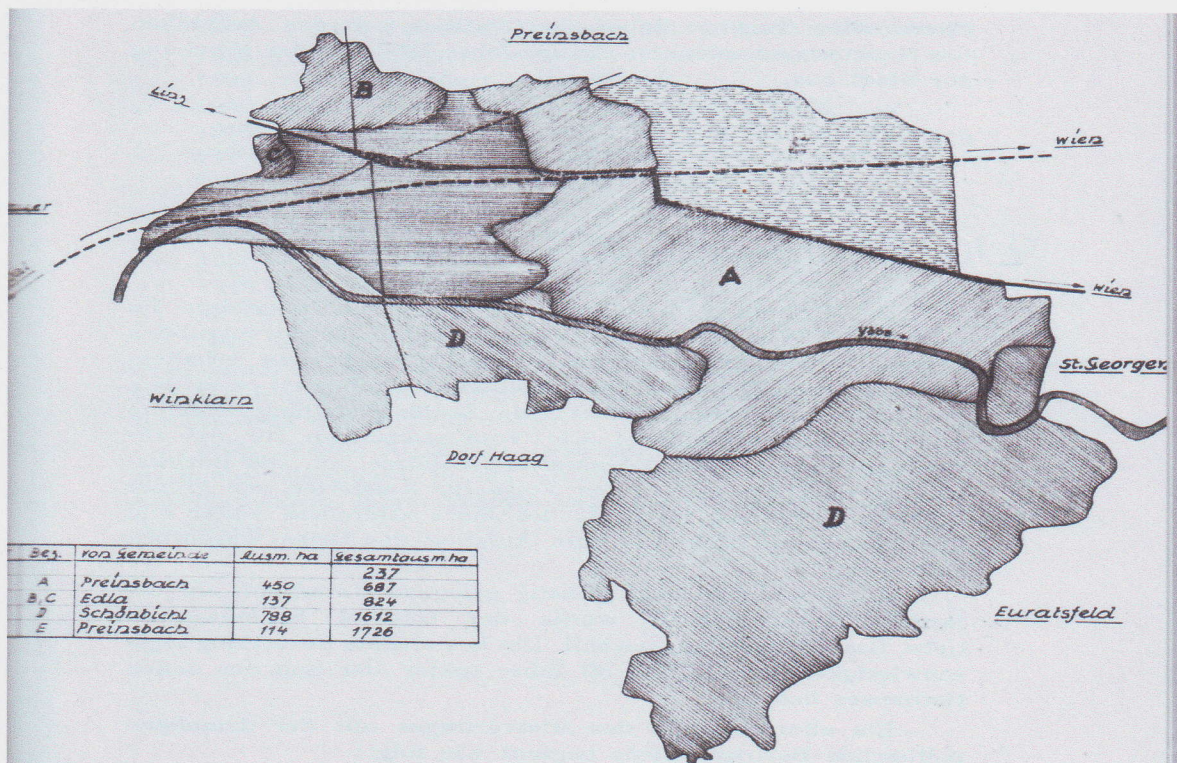 Preinsbach
Linz
B
C
E
Wien
er
A
Wien
D
Ybbs
St. Georgen
Winklarn
Dorf Haag
D
Euratsfeld
Bez. von Gemeinde Ausm. ha Gesamtausm. ha
237
A Preinsbach 450 687
B, C Edla 137 824
D Schönbichl 788 1612
E Preinsbach 114 1726